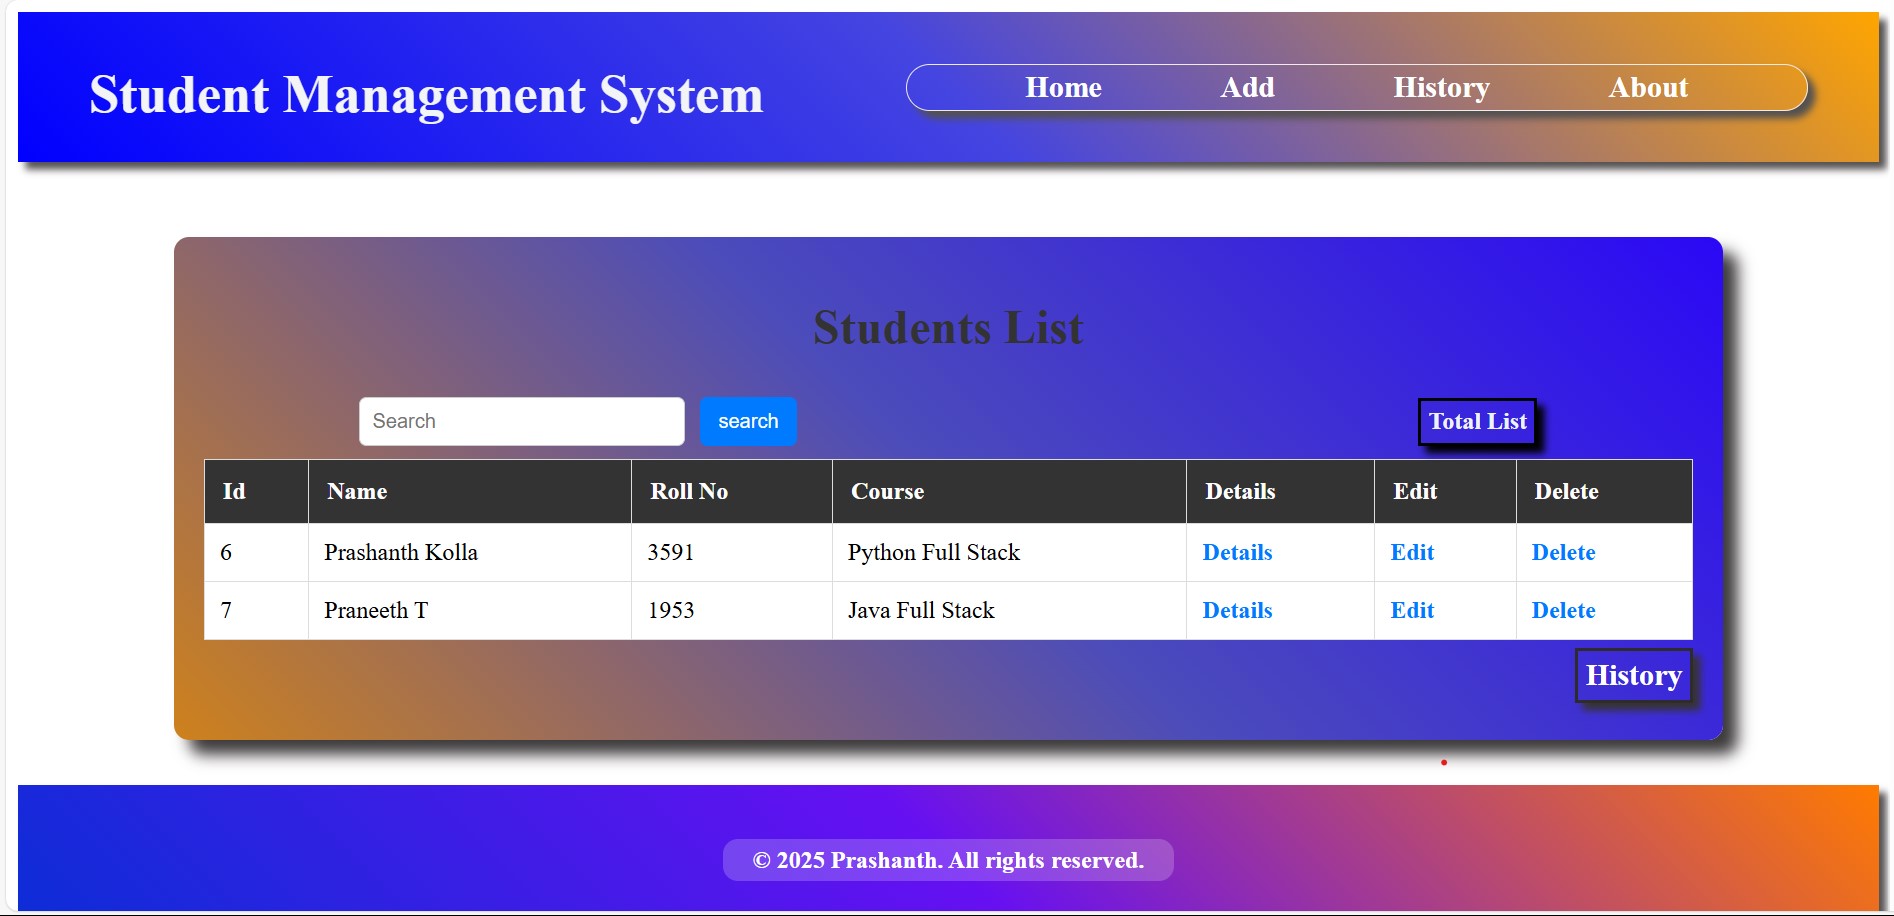 Student Management System
Home Add History About
Students List
Search search Total List
Id Name Roll No Course Details Edit Delete
6 Prashanth Kolla 3591 Python Full Stack Details Edit Delete
7 Praneeth T 1953 Java Full Stack Details Edit Delete
History
© 2025 Prashanth. All rights reserved.